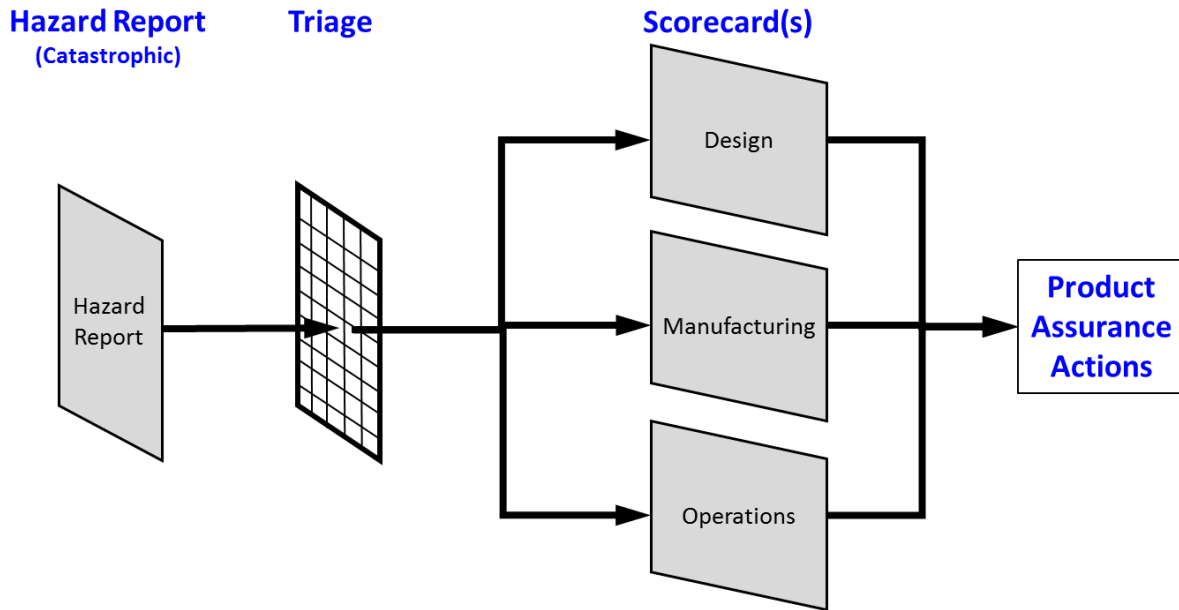 Hazard Report
(Catastrophic)
Triage
Scorecard(s)
Hazard
Report
Design
Manufacturing
Operations
Product
Assurance
Actions